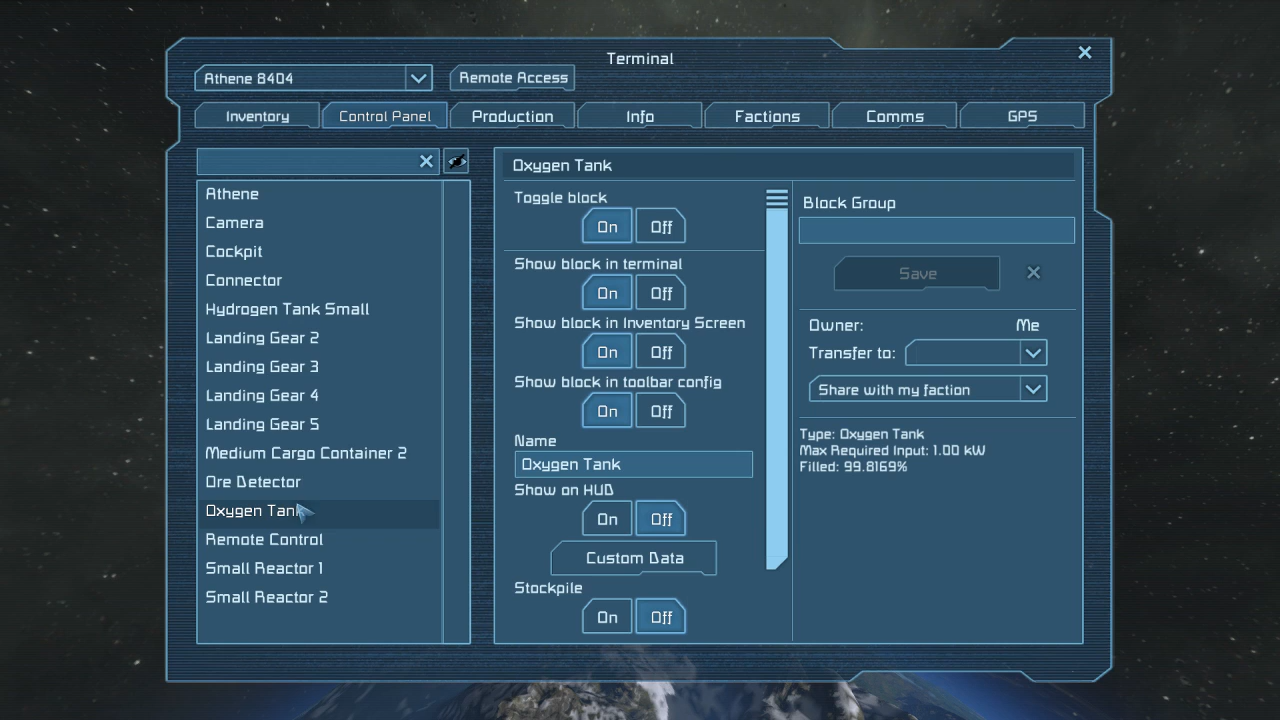 Terminal
Athene 8404
Remote Access
Inventory
Control Panel
Production
Info
Factions
Comms
GPS
Athene
Camera
Cockpit
Connector
Hydrogen Tank Small
Landing Gear 2
Landing Gear 3
Landing Gear 4
Landing Gear 5
Medium Cargo Container 2
Ore Detector
Oxygen Tank
Remote Control
Small Reactor 1
Small Reactor 2
Oxygen Tank
Toggle block
On Off
Show block in terminal
On Off
Show block in Inventory Screen
On Off
Show block in toolbar config
On Off
Name
Oxygen Tank
Show on HUD
On Off
Custom Data
Stockpile
On Off
Block Group
Save
Owner: Me
Transfer to:
Share with my faction
Type: Oxygen Tank
Max Required Input: 1.00 kW
Filled: 99.8169%